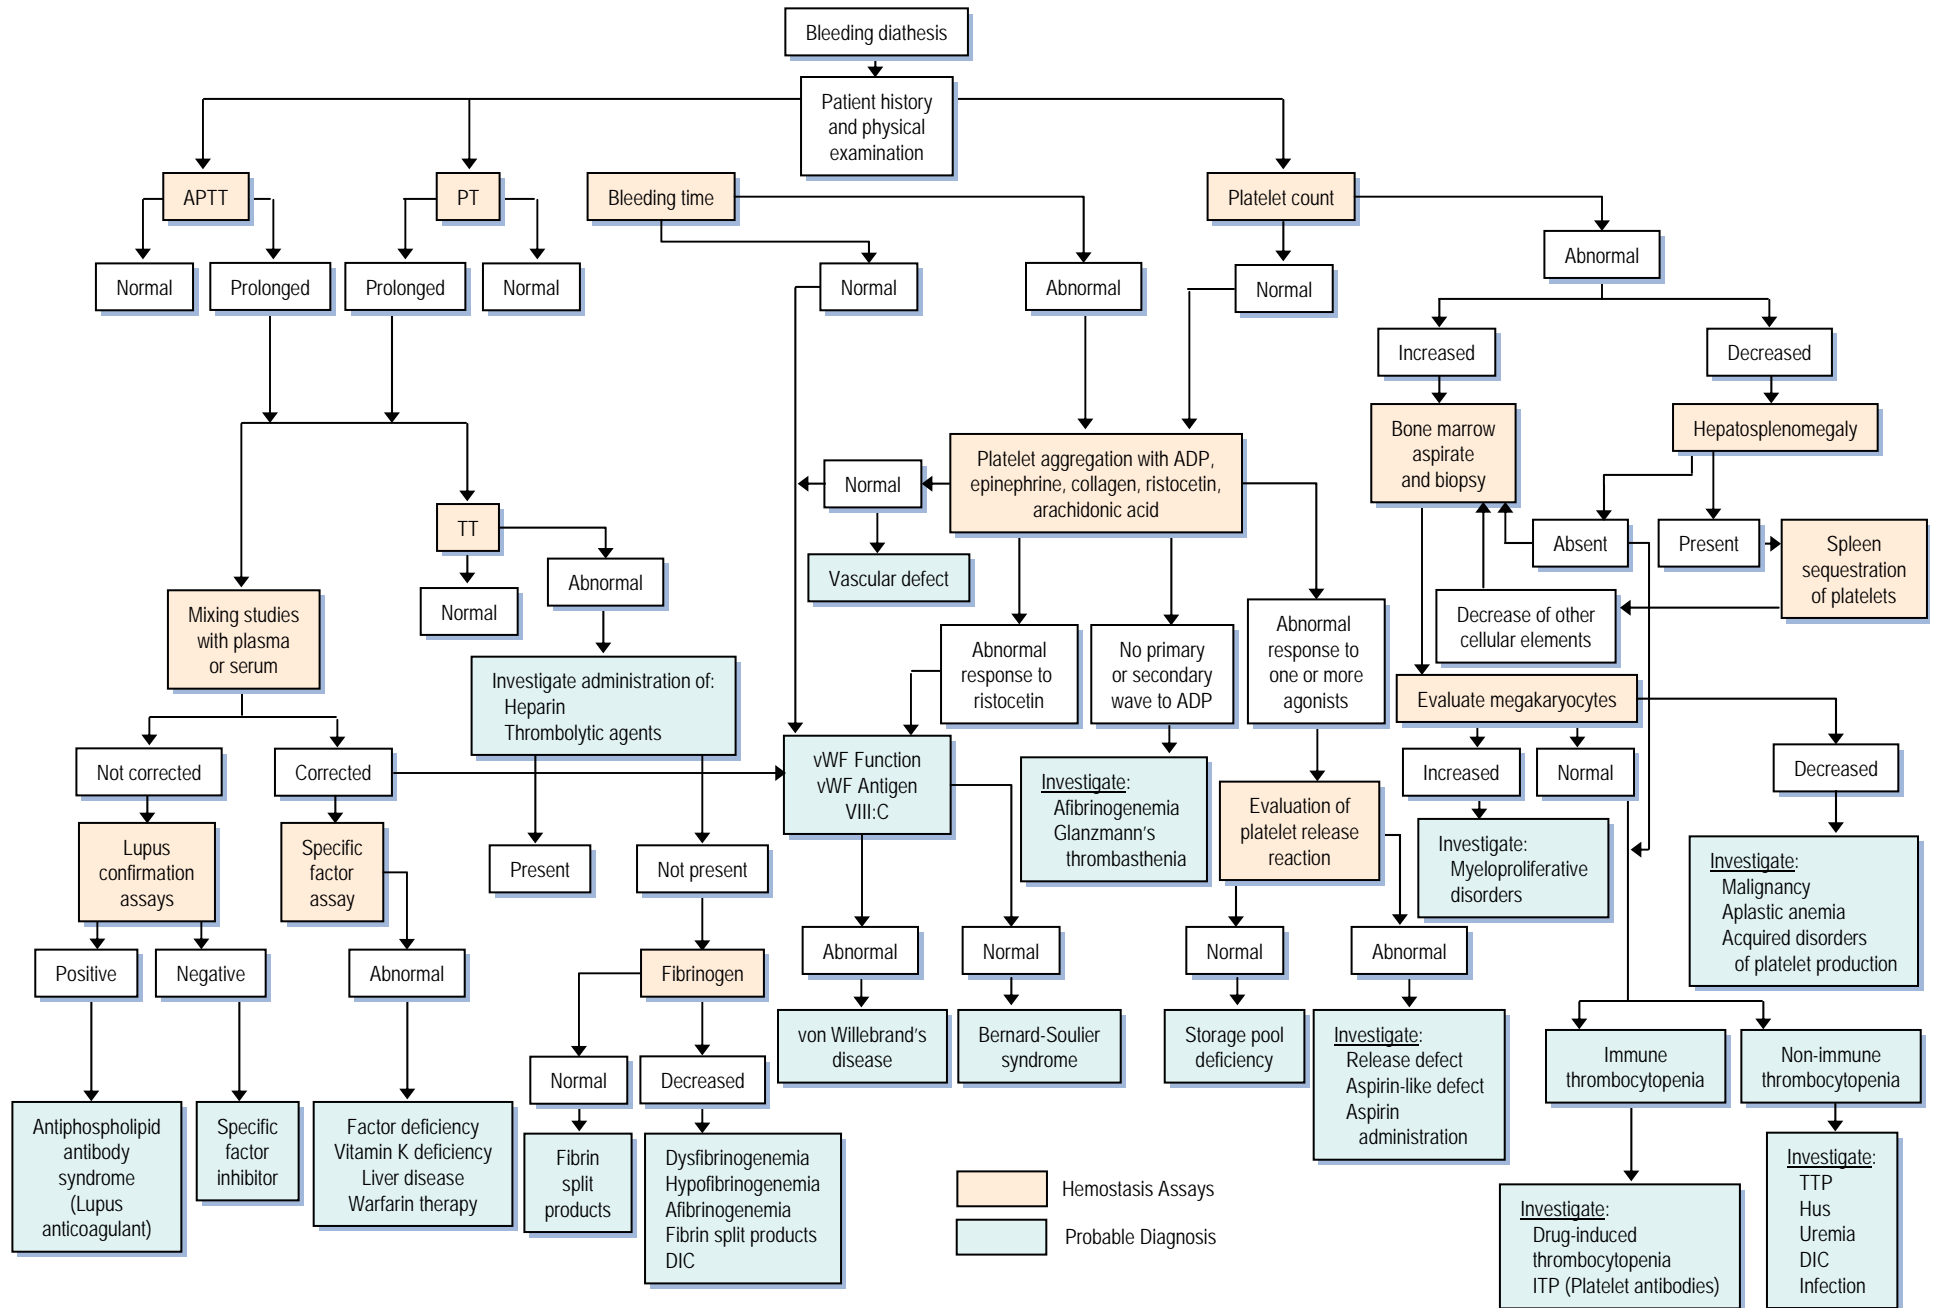 Bleeding diathesis
Patient history
and physical
examination
APTT
PT
Bleeding time
Platelet count
Abnormal
Normal
Prolonged
Prolonged
Normal
Normal
Abnormal
Normal
Increased
Decreased
Bone marrow
aspirate
and biopsy
Hepatosplenomegaly
Normal
Platelet aggregation with ADP,
epinephrine, collagen, ristocetin,
arachidonic acid
TT
Absent
Present
Spleen
sequestration
of platelets
Abnormal
Vascular defect
Normal
Decrease of other
cellular elements
Mixing studies
with plasma
or serum
Abnormal
response to
ristocetin
No primary
or secondary
wave to ADP
Abnormal
response to
one or more
agonists
Investigate administration of:
Heparin
Thrombolytic agents
Evaluate megakaryocytes
Not corrected
Corrected
vWF Function
vWF Antigen
VIII:C
Increased
Normal
Decreased
Investigate:
Afibrinogenemia
Glanzmann's
thrombasthenia
Evaluation of
platelet release
reaction
Lupus
confirmation
assays
Specific
factor
assay
Present
Not present
Investigate:
Myeloproliferative
disorders
Investigate:
Malignancy
Aplastic anemia
Acquired disorders
of platelet production
Positive
Negative
Abnormal
Fibrinogen
Abnormal
Normal
Normal
Abnormal
von Willebrand's
disease
Bernard-Soulier
syndrome
Storage pool
deficiency
Investigate:
Release defect
Aspirin-like defect
Aspirin
administration
Immune
thrombocytopenia
Non-immune
thrombocytopenia
Normal
Decreased
Antiphospholipid
antibody
syndrome
(Lupus
anticoagulant)
Specific
factor
inhibitor
Factor deficiency
Vitamin K deficiency
Liver disease
Warfarin therapy
Fibrin
split
products
Dysfibrinogenemia
Hypofibrinogenemia
Afibrinogenemia
Fibrin split products
DIC
Hemostasis Assays
Probable Diagnosis
Investigate:
Drug-induced
thrombocytopenia
ITP (Platelet antibodies)
Investigate:
TTP
Hus
Uremia
DIC
Infection